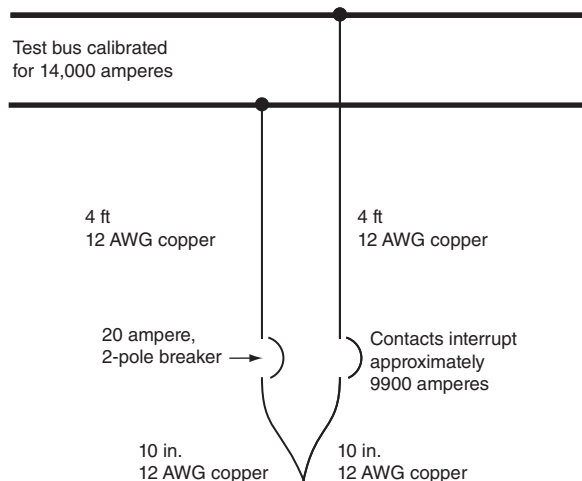 Test bus calibrated
for 14,000 amperes
4 ft
12 AWG copper
4 ft
12 AWG copper
20 ampere,
2-pole breaker
Contacts interrupt
approximately
9900 amperes
10 in.
12 AWG copper
10 in.
12 AWG copper